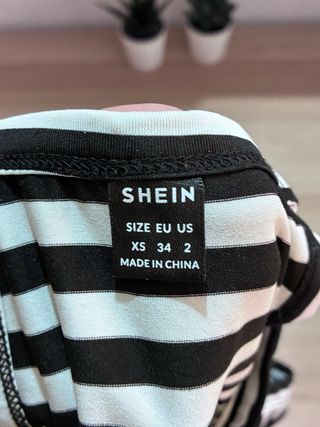 SHEIN
SIZE EU US
XS 34 2
MADE IN CHINA